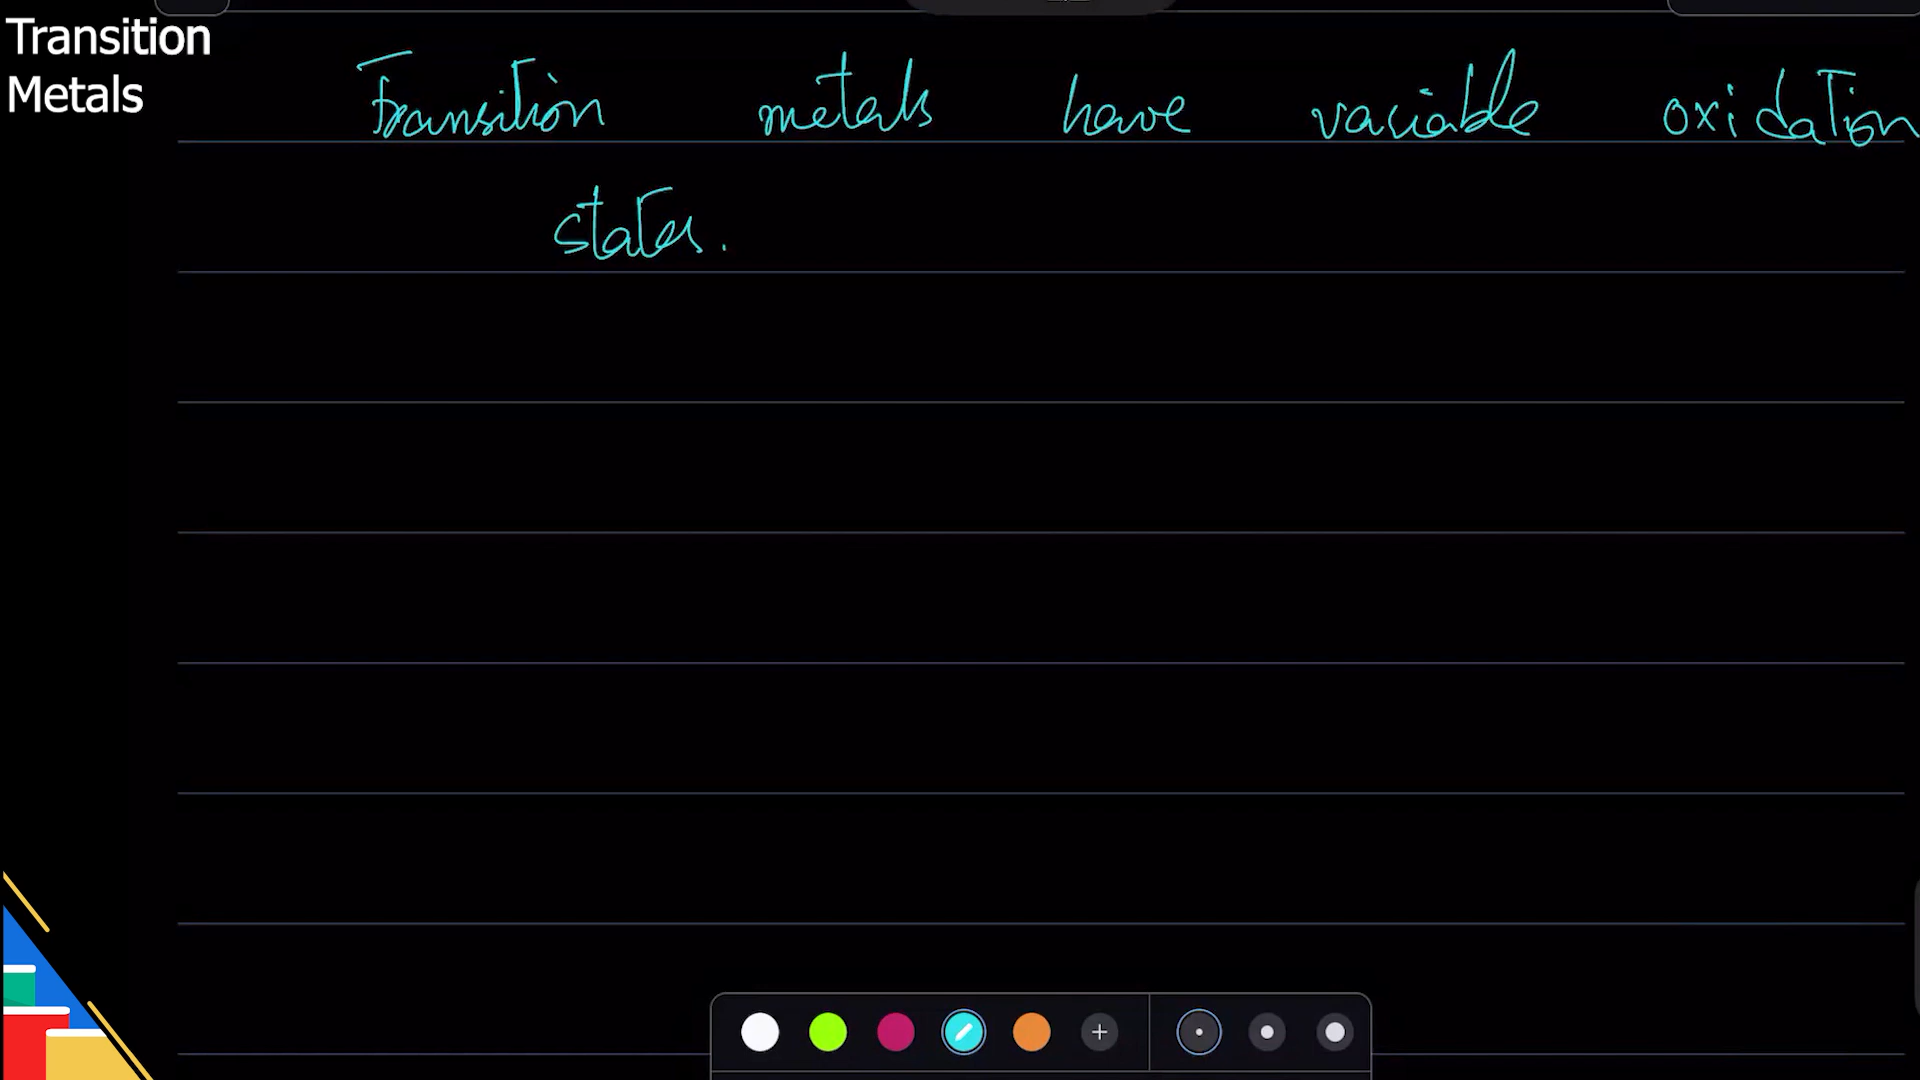 Transition
Metals
Transition metals have variable oxidation
states.